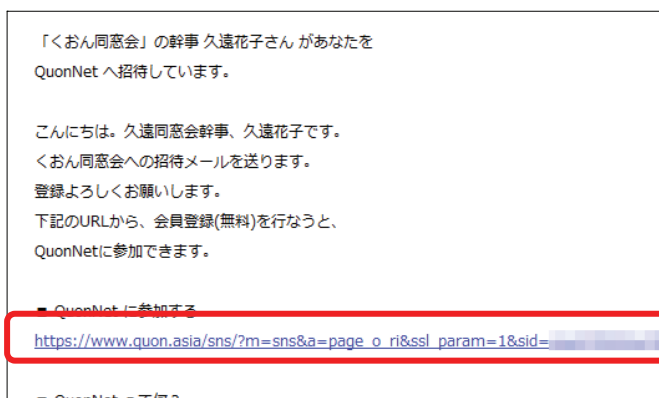 「くおん同窓会」の幹事 久遠花子さん があなたを
QuonNet へ招待しています。
こんにちは。久遠同窓会幹事、久遠花子です。
くおん同窓会への招待メールを送ります。
登録よろしくお願いします。
下記のURLから、会員登録(無料)を行なうと、
QuonNetに参加できます。
■ QuonNet に参加する
https://www.quon.asia/sns/?m=sns&a=page_o_ri&ssl_param=1&sid=
■ QuonNet って何？